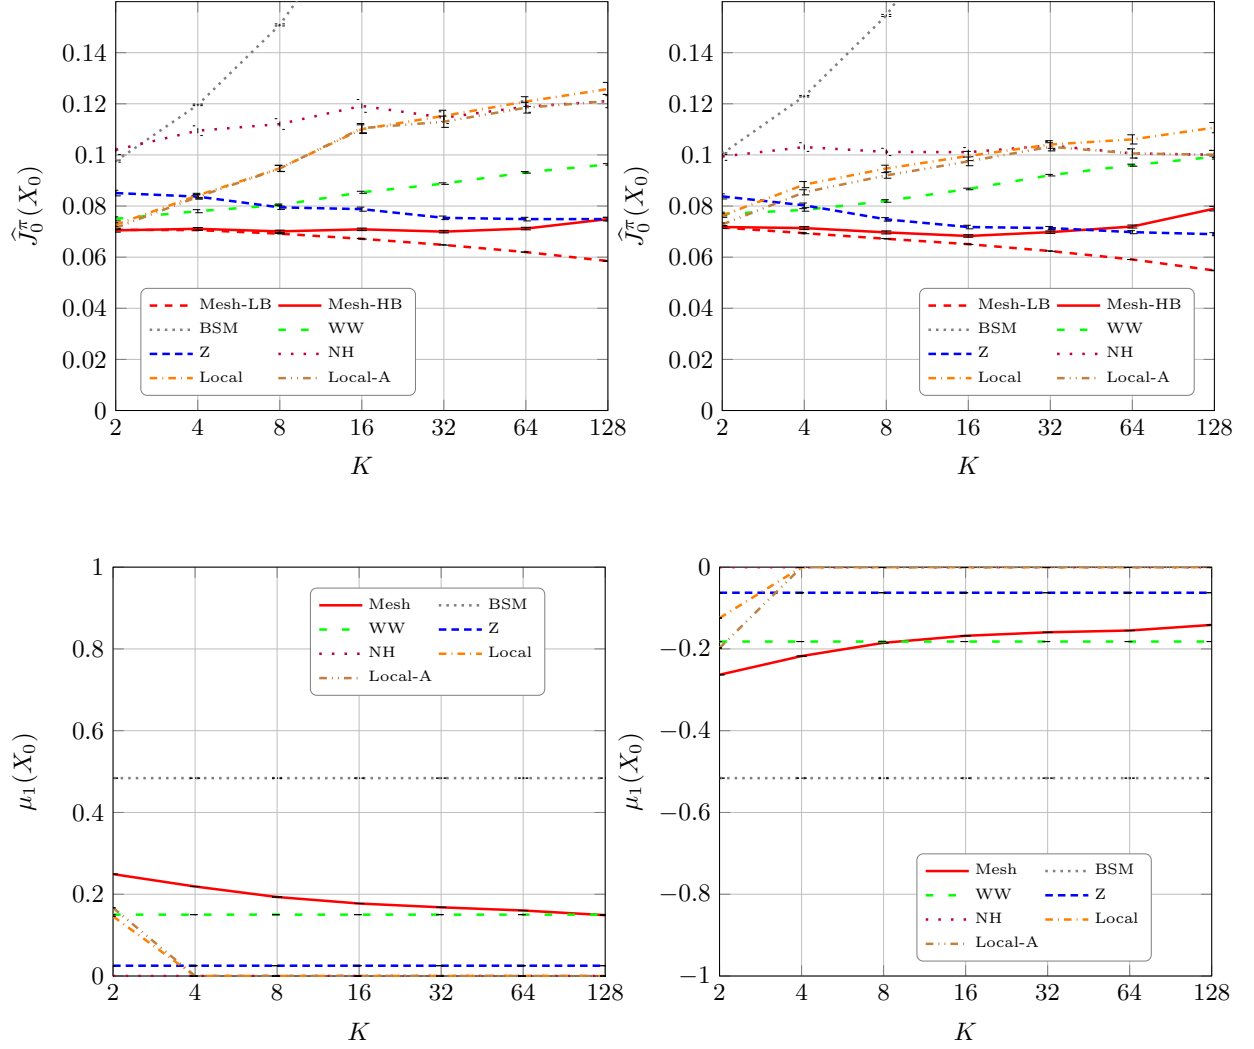 0.14
0.12
0.1
0.08
0.06
0.04
0.02
0
Ĵ₀^π(X₀)
Mesh-LB Mesh-HB
BSM WW
Z NH
Local Local-A
2 4 8 16 32 64 128
K
0.14
0.12
0.1
0.08
0.06
0.04
0.02
0
Ĵ₀^π(X₀)
Mesh-LB Mesh-HB
BSM WW
Z NH
Local Local-A
2 4 8 16 32 64 128
K
1
0.8
0.6
0.4
0.2
0
μ₁(X₀)
Mesh BSM
WW Z
NH Local
Local-A
2 4 8 16 32 64 128
K
0
−0.2
−0.4
−0.6
−0.8
−1
μ₁(X₀)
Mesh BSM
WW Z
NH Local
Local-A
2 4 8 16 32 64 128
K